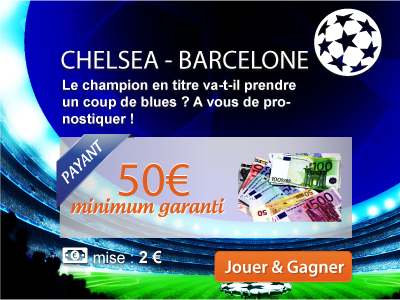 CHELSEA - BARCELONE
Le champion en titre va-t-il prendre
un coup de blues ? A vous de pro-
nostiquer !
PAYANT
50€
minimum garanti
mise : 2 €
Jouer & Gagner